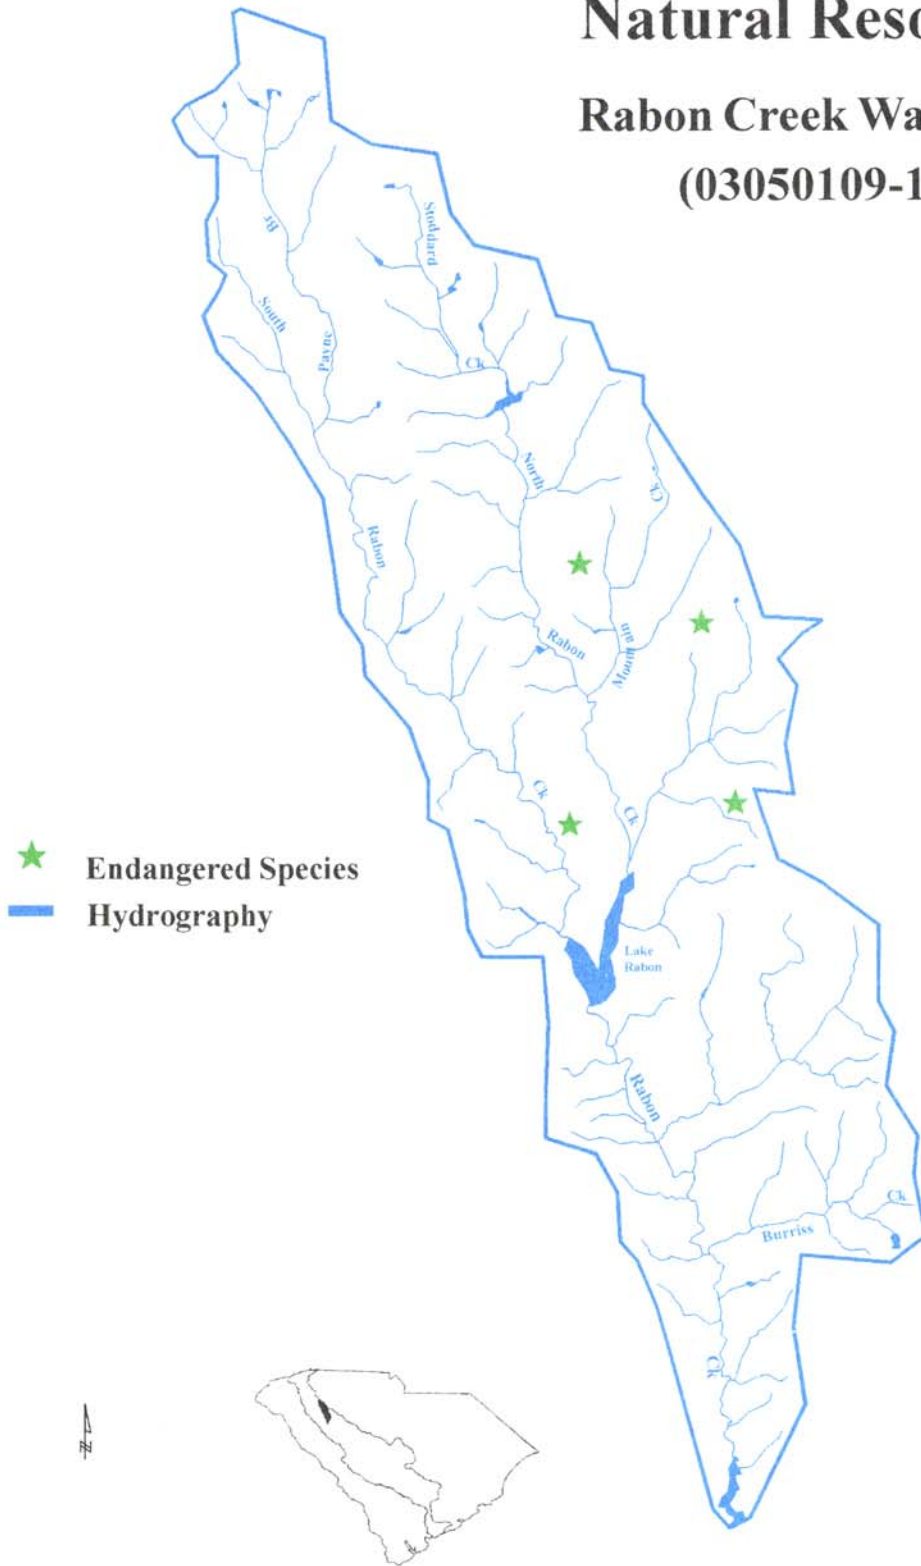 Natural Reso
Rabon Creek Wa
(03050109-1
Stoddard
Br
South
Payne
Ck
North
Ck
Rabon
Rabon
Mountain
Ck
Ck
Endangered Species
Hydrography
Lake
Rabon
Rabon
Ck
Burriss
Ck
N